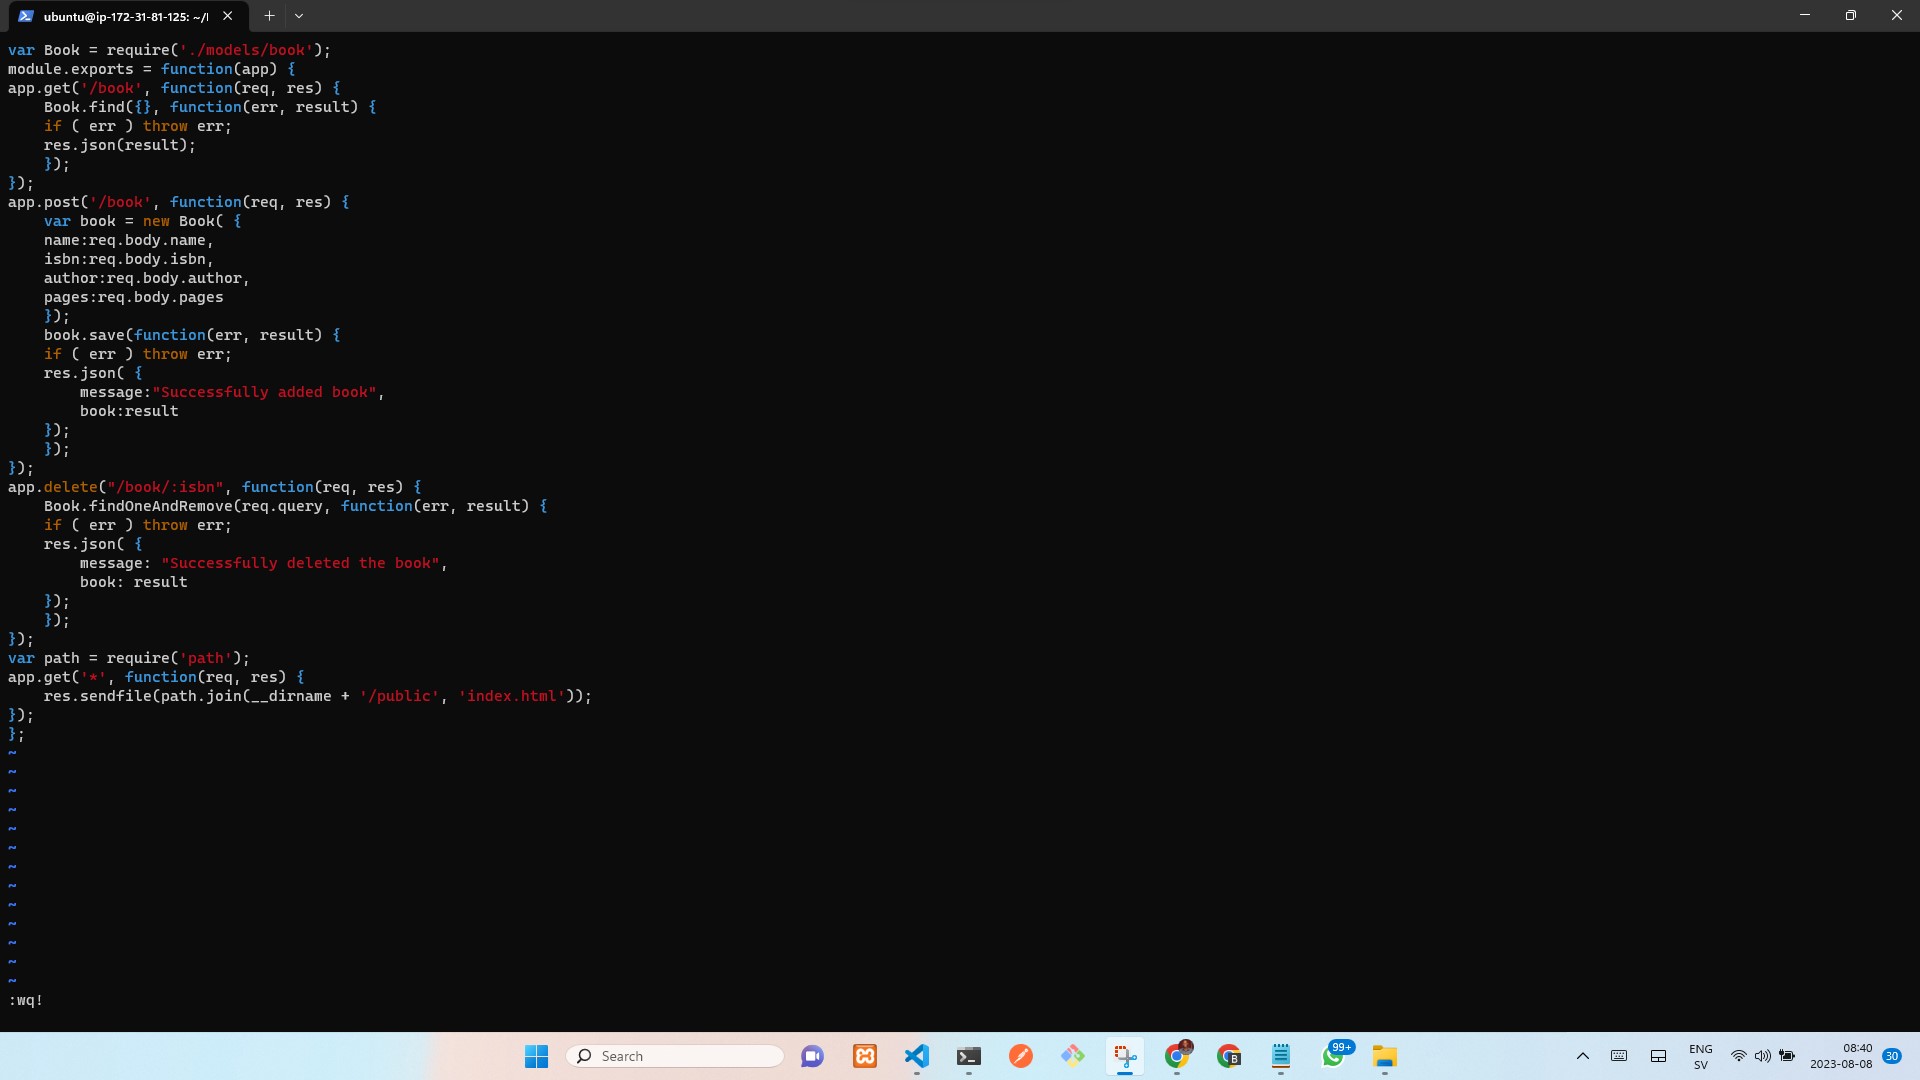 ubuntu@ip-172-31-81-125: ~/
var Book = require('./models/book');
module.exports = function(app) {
app.get('/book', function(req, res) {
    Book.find({}, function(err, result) {
    if ( err ) throw err;
    res.json(result);
    });
});
app.post('/book', function(req, res) {
    var book = new Book( {
    name:req.body.name,
    isbn:req.body.isbn,
    author:req.body.author,
    pages:req.body.pages
    });
    book.save(function(err, result) {
    if ( err ) throw err;
    res.json( {
        message:"Successfully added book",
        book:result
    });
    });
});
app.delete("/book/:isbn", function(req, res) {
    Book.findOneAndRemove(req.query, function(err, result) {
    if ( err ) throw err;
    res.json( {
        message: "Successfully deleted the book",
        book: result
    });
    });
});
var path = require('path');
app.get('*', function(req, res) {
    res.sendfile(path.join(__dirname + '/public', 'index.html'));
});
};
~
~
~
~
~
~
~
~
~
~
~
~
~
:wq!
Search
B
99+
ENG
SV
08:40
2023-08-08
30